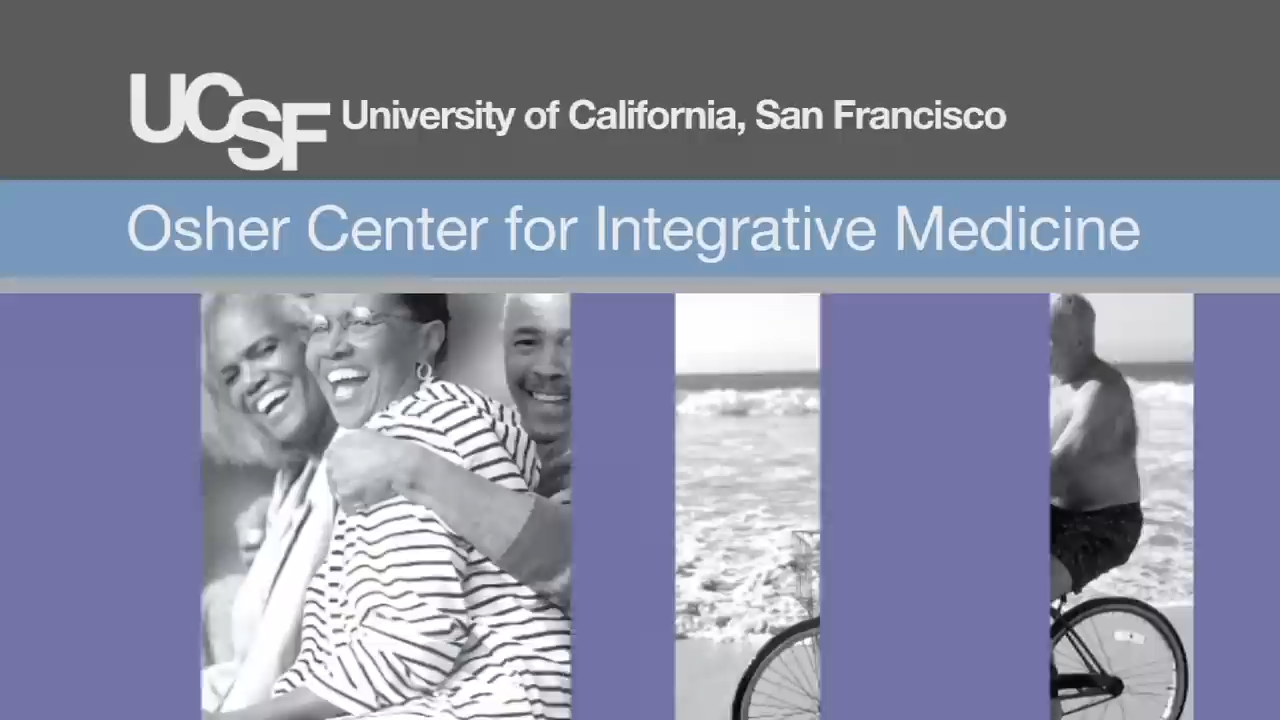 UCSF University of California, San Francisco
Osher Center for Integrative Medicine